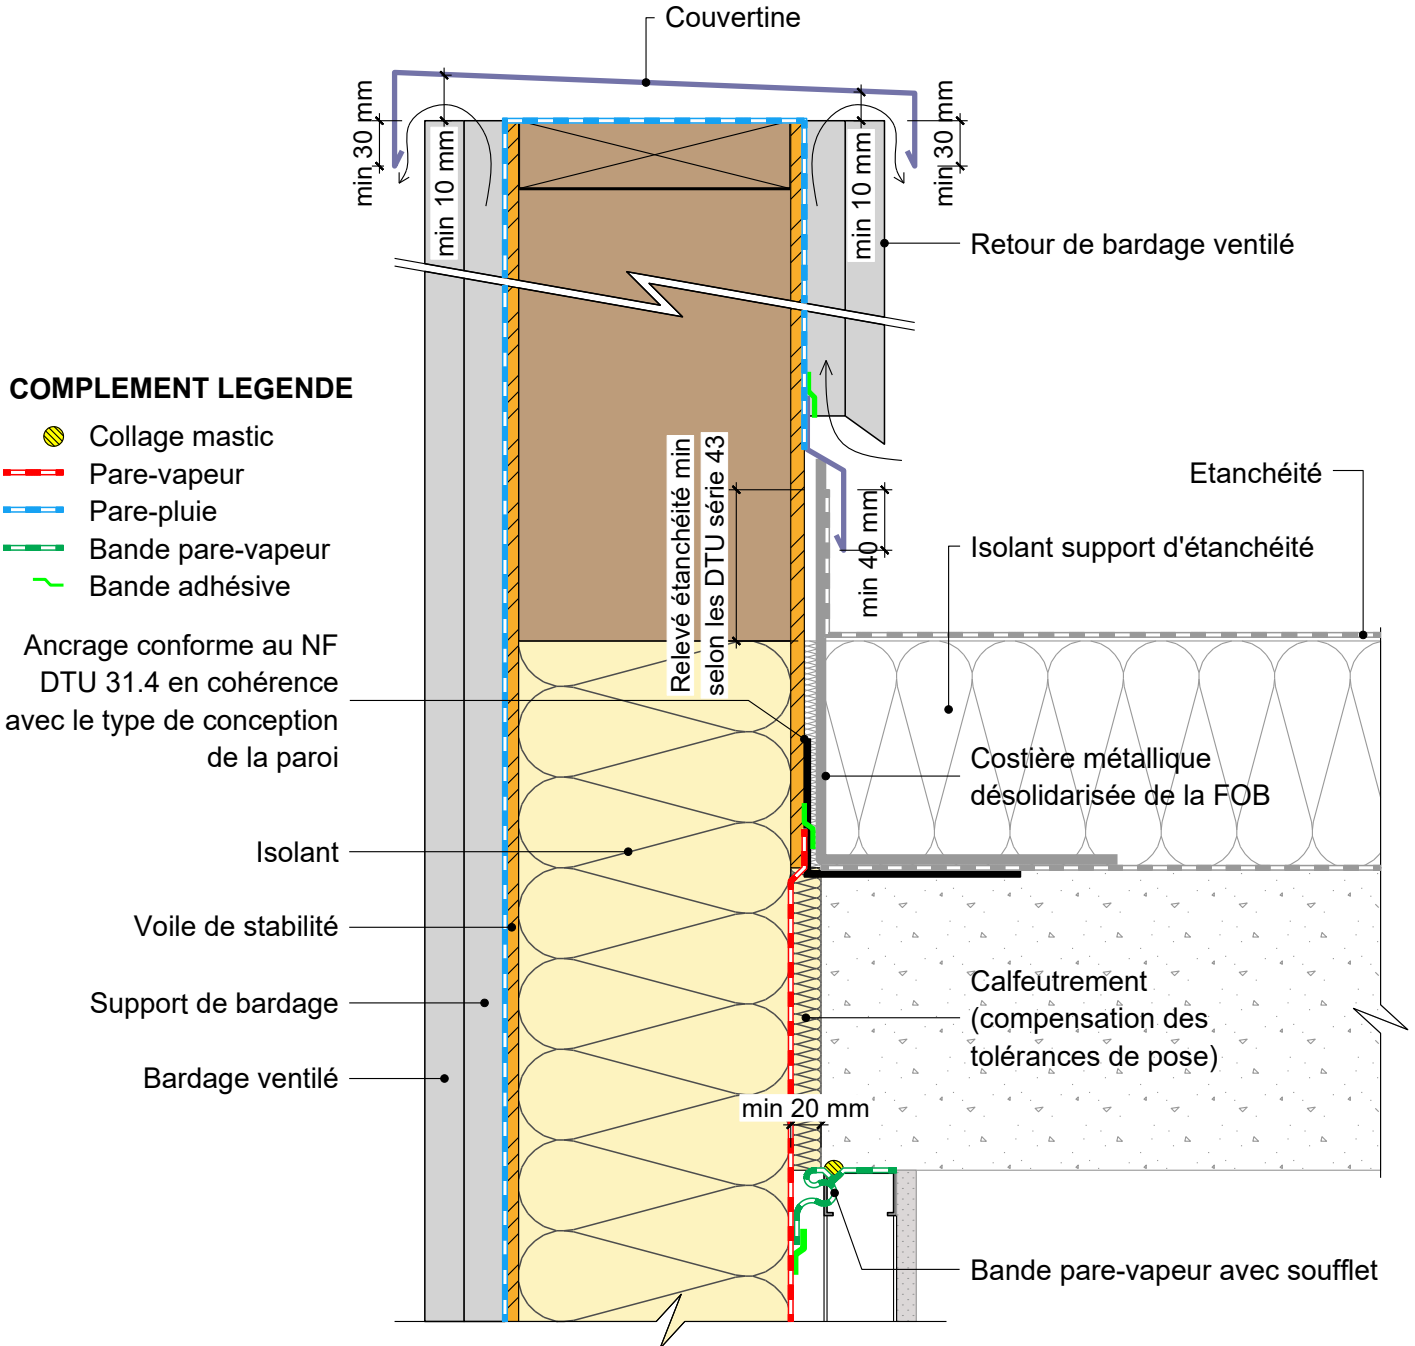 Couvertine
min 30 mm
min 10 mm
min 10 mm
min 30 mm
Retour de bardage ventilé
COMPLEMENT LEGENDE
Collage mastic
Pare-vapeur
Pare-pluie
Bande pare-vapeur
Bande adhésive
Relevé étanchéité min
selon les DTU série 43
min 40 mm
Etanchéité
Isolant support d'étanchéité
Ancrage conforme au NF
DTU 31.4 en cohérence
avec le type de conception
de la paroi
Costière métallique
désolidarisée de la FOB
Isolant
Voile de stabilité
Support de bardage
Bardage ventilé
Calfeutrement
(compensation des
tolérances de pose)
min 20 mm
Bande pare-vapeur avec soufflet